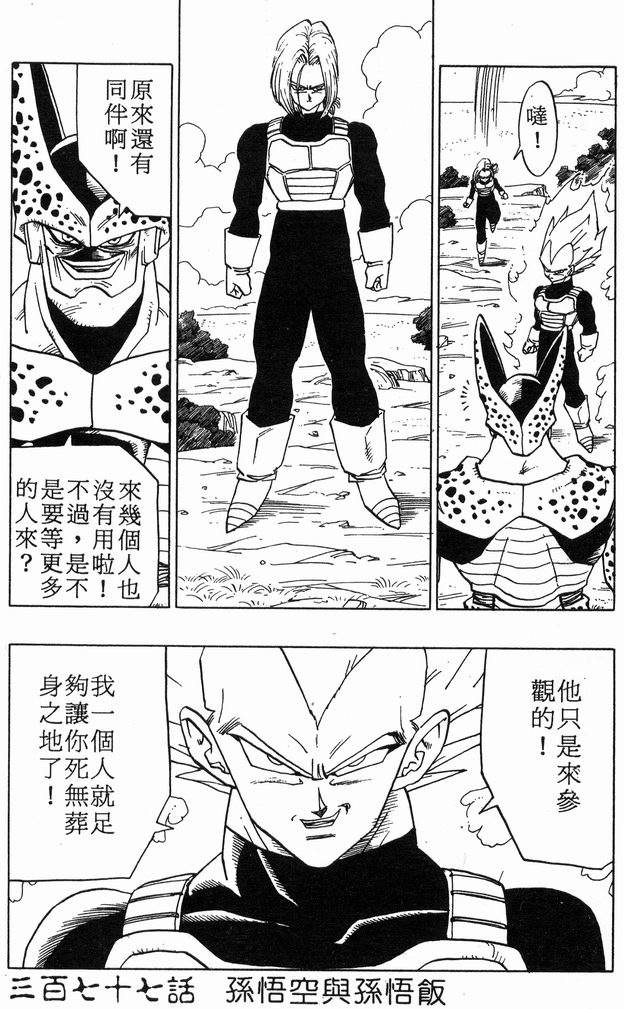 噠！
原來還有
同伴啊！
來幾個人也
沒有用啦！
不過，是不
是要等更多
的人來？
他只是來參
觀的！
我一個人就足
夠讓你死無葬
身之地了！
三百七十七話　孫悟空與孫悟飯